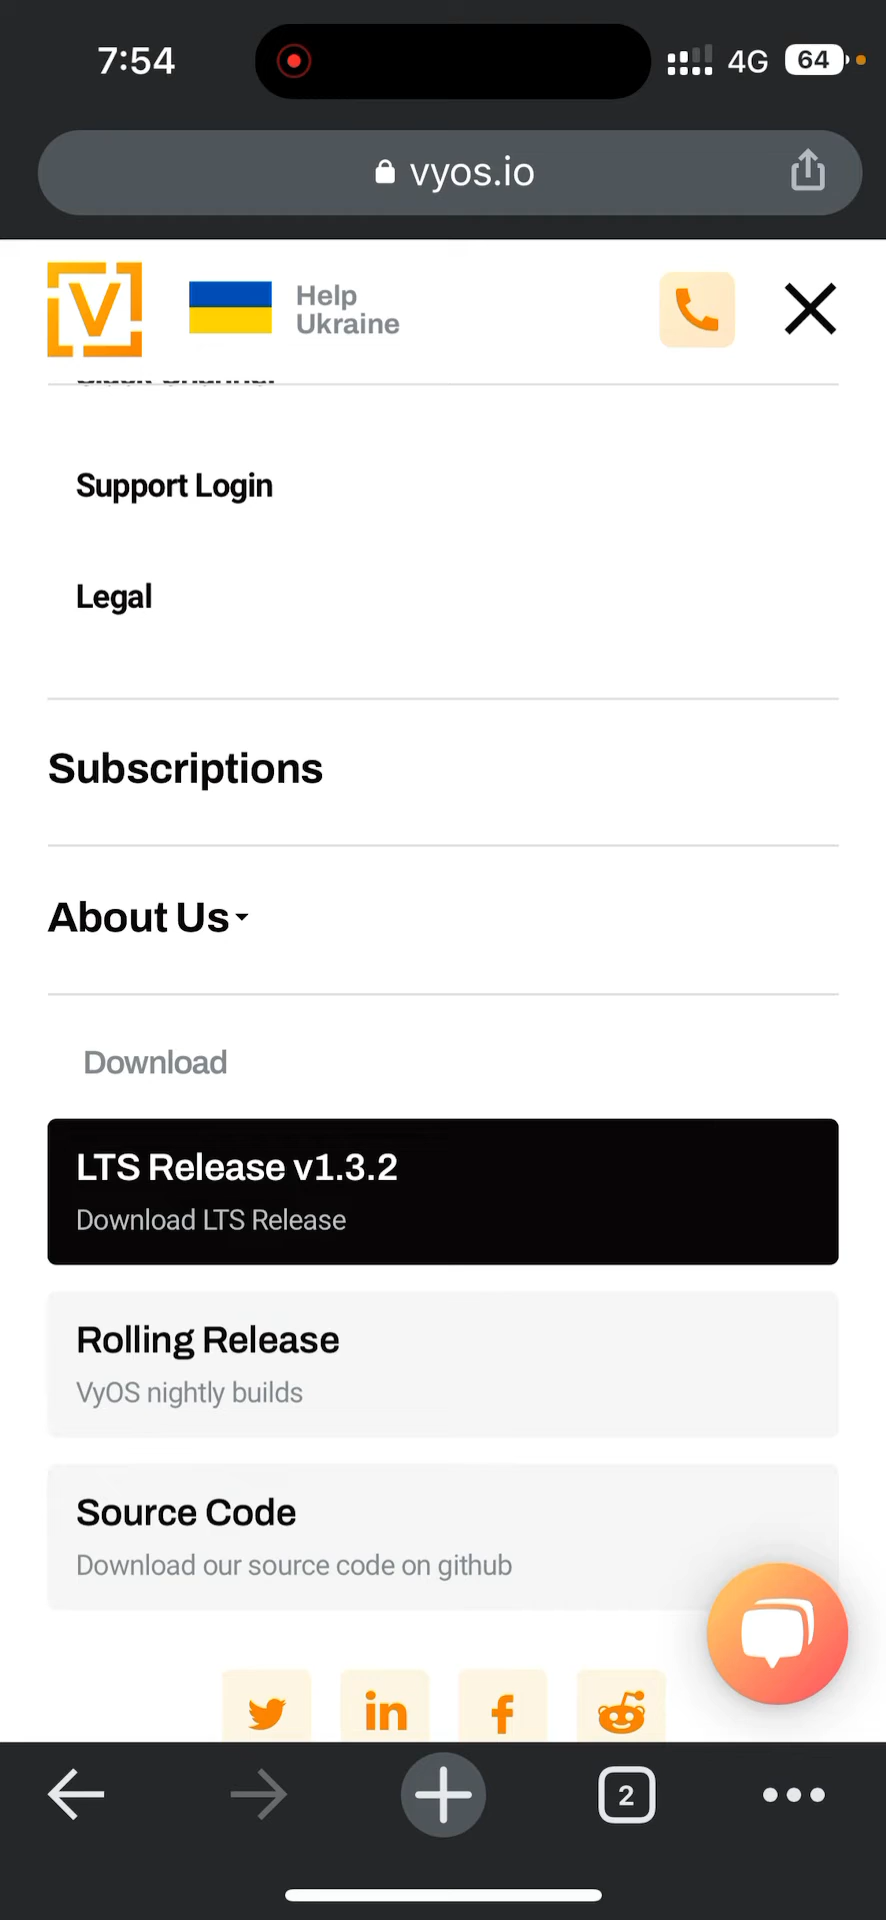 7:54
4G
64
vyos.io
Help
Ukraine
Support Login
Legal
Subscriptions
About Us
Download
LTS Release v1.3.2
Download LTS Release
Rolling Release
VyOS nightly builds
Source Code
Download our source code on github
2